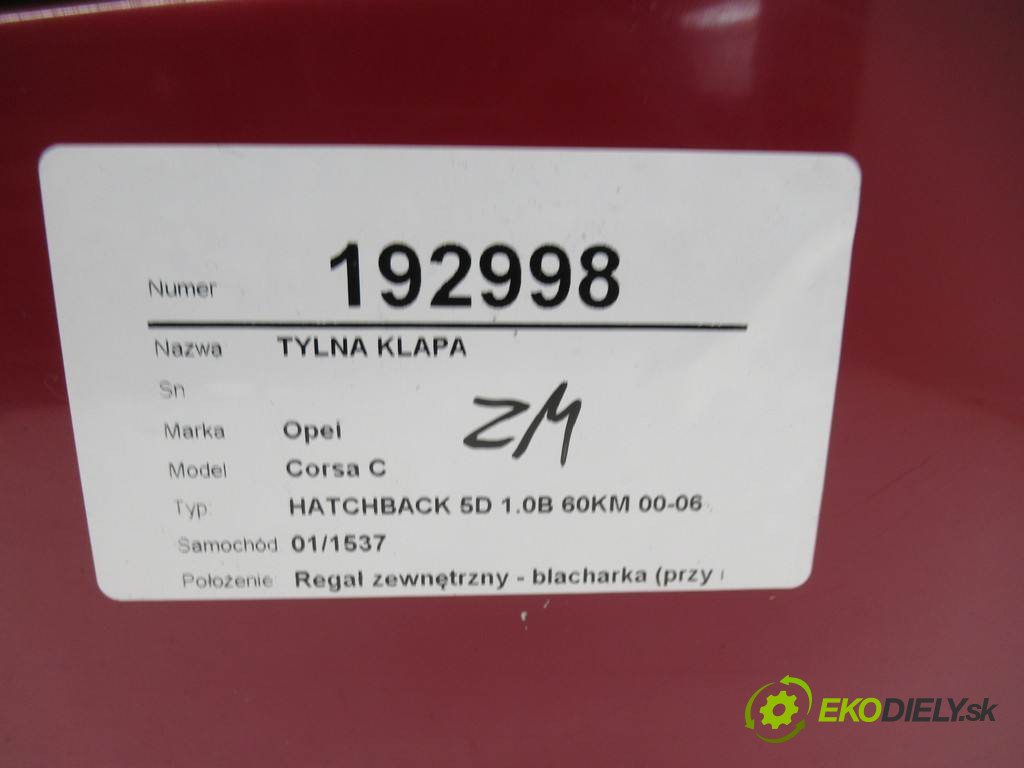 Numer 192998
Nazwa TYLNA KLAPA
Sn
ZM
Marka Opel
Model Corsa C
Typ HATCHBACK 5D 1.0B 60KM 00-06
Samochód 01/1537
Położenie Regał zewnętrzny - blacharka (przy
EKODIELY.sk